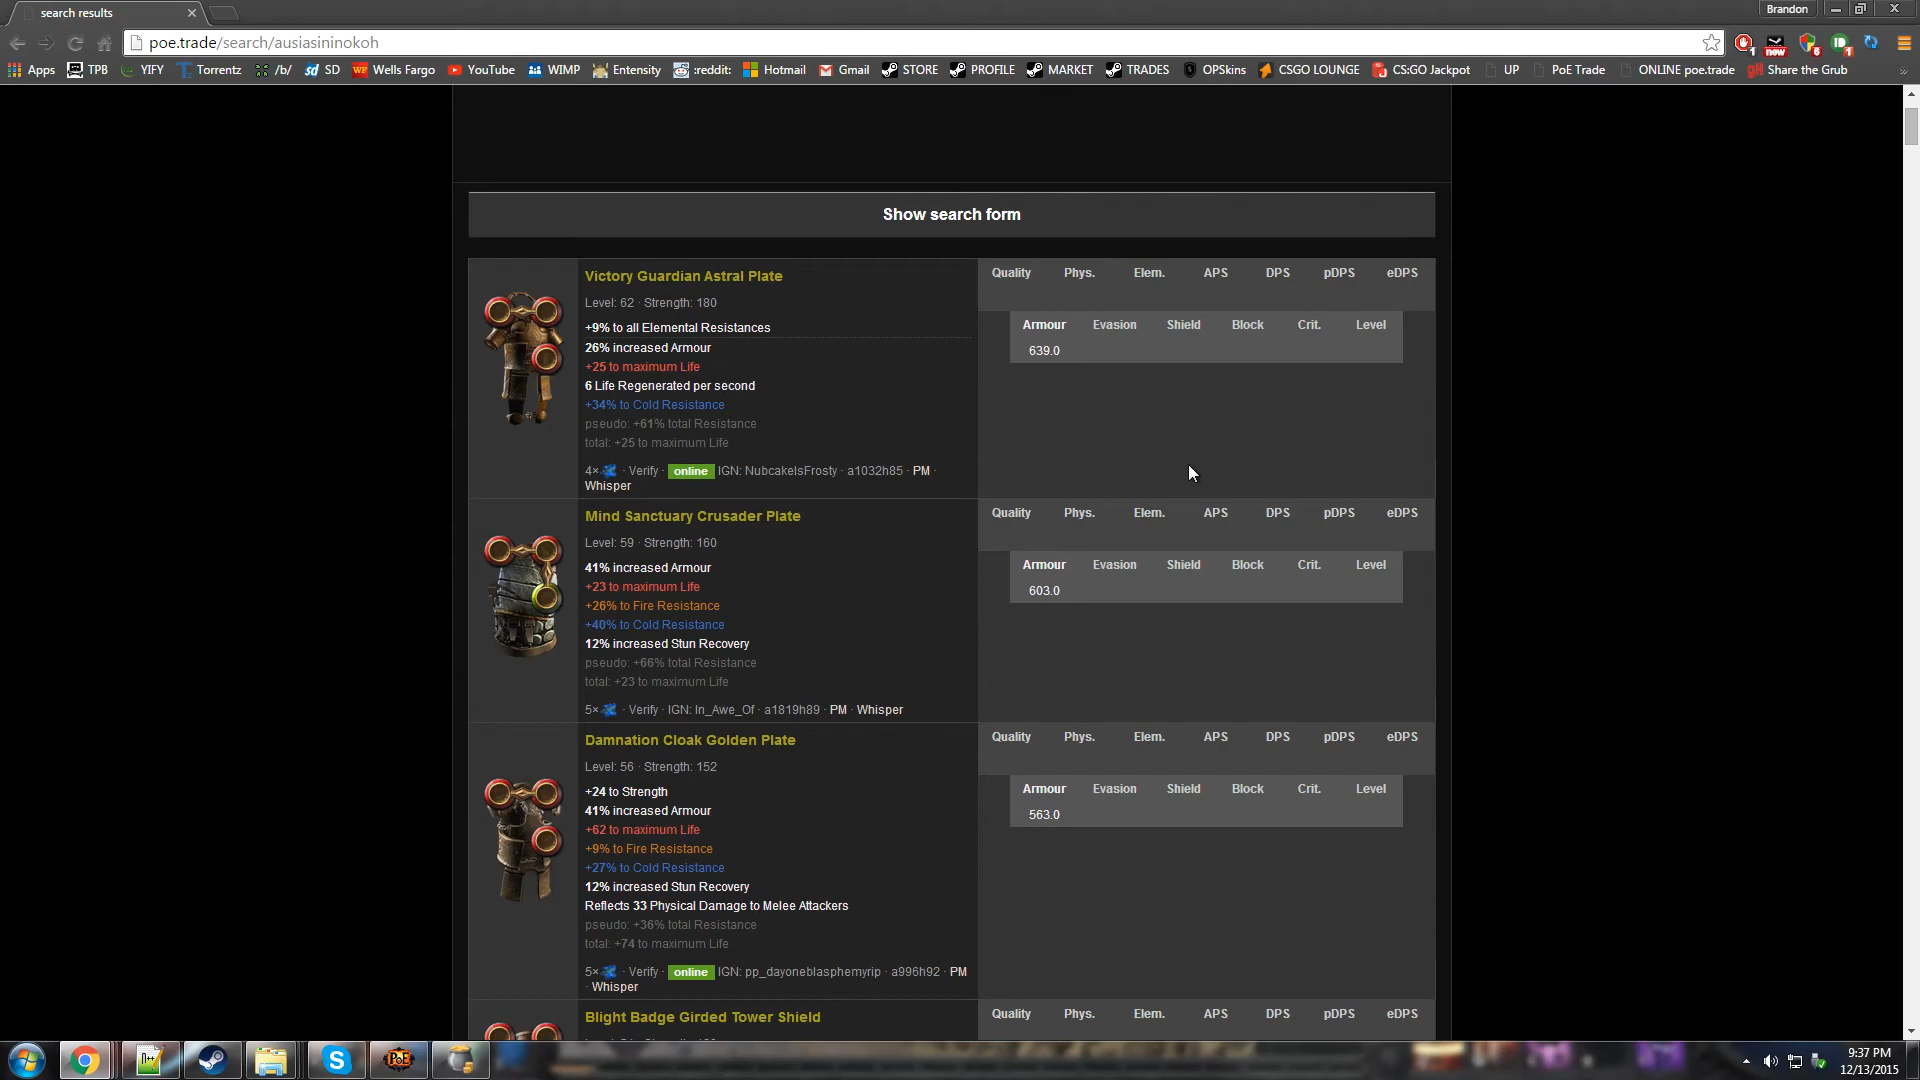 search results
Brandon
poe.trade/search/ausiasininokoh
1 new 6 1
Apps TPB YIFY Torrentz /b/ SD Wells Fargo YouTube WIMP Entensity :reddit: Hotmail Gmail STORE PROFILE MARKET TRADES OPSkins CSGO LOUNGE CS:GO Jackpot UP PoE Trade ONLINE poe.trade Share the Grub »
Show search form
Victory Guardian Astral Plate
Level: 62 · Strength: 180
+9% to all Elemental Resistances
26% increased Armour
+25 to maximum Life
6 Life Regenerated per second
+34% to Cold Resistance
pseudo: +61% total Resistance
total: +25 to maximum Life
4× · Verify · online IGN: NubcakeIsFrosty · a1032h85 · PM ·
Whisper
Quality Phys. Elem. APS DPS pDPS eDPS
Armour Evasion Shield Block Crit. Level
639.0
Mind Sanctuary Crusader Plate
Level: 59 · Strength: 160
41% increased Armour
+23 to maximum Life
+26% to Fire Resistance
+40% to Cold Resistance
12% increased Stun Recovery
pseudo: +66% total Resistance
total: +23 to maximum Life
5× · Verify · IGN: In_Awe_Of · a1819h89 · PM · Whisper
Quality Phys. Elem. APS DPS pDPS eDPS
Armour Evasion Shield Block Crit. Level
603.0
Damnation Cloak Golden Plate
Level: 56 · Strength: 152
+24 to Strength
41% increased Armour
+62 to maximum Life
+9% to Fire Resistance
+27% to Cold Resistance
12% increased Stun Recovery
Reflects 33 Physical Damage to Melee Attackers
pseudo: +36% total Resistance
total: +74 to maximum Life
5× · Verify · online IGN: pp_dayoneblasphemyrip · a996h92 · PM
· Whisper
Quality Phys. Elem. APS DPS pDPS eDPS
Armour Evasion Shield Block Crit. Level
563.0
Blight Badge Girded Tower Shield
Quality Phys. Elem. APS DPS pDPS eDPS
9:37 PM
12/13/2015